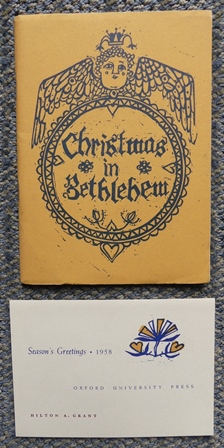 Christmas
in
Bethlehem
Season's Greetings • 1958
OXFORD UNIVERSITY PRESS
HILTON A. GRANT